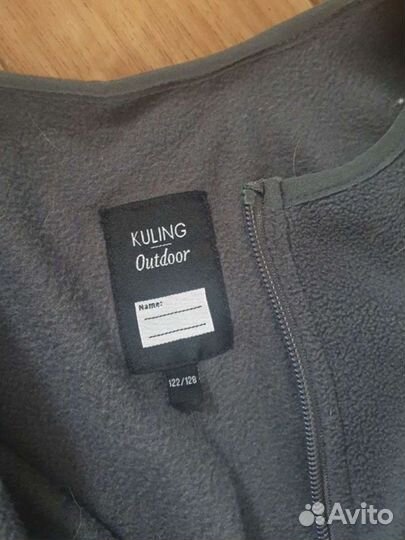 KULING
Outdoor
Name:
122/128
Avito